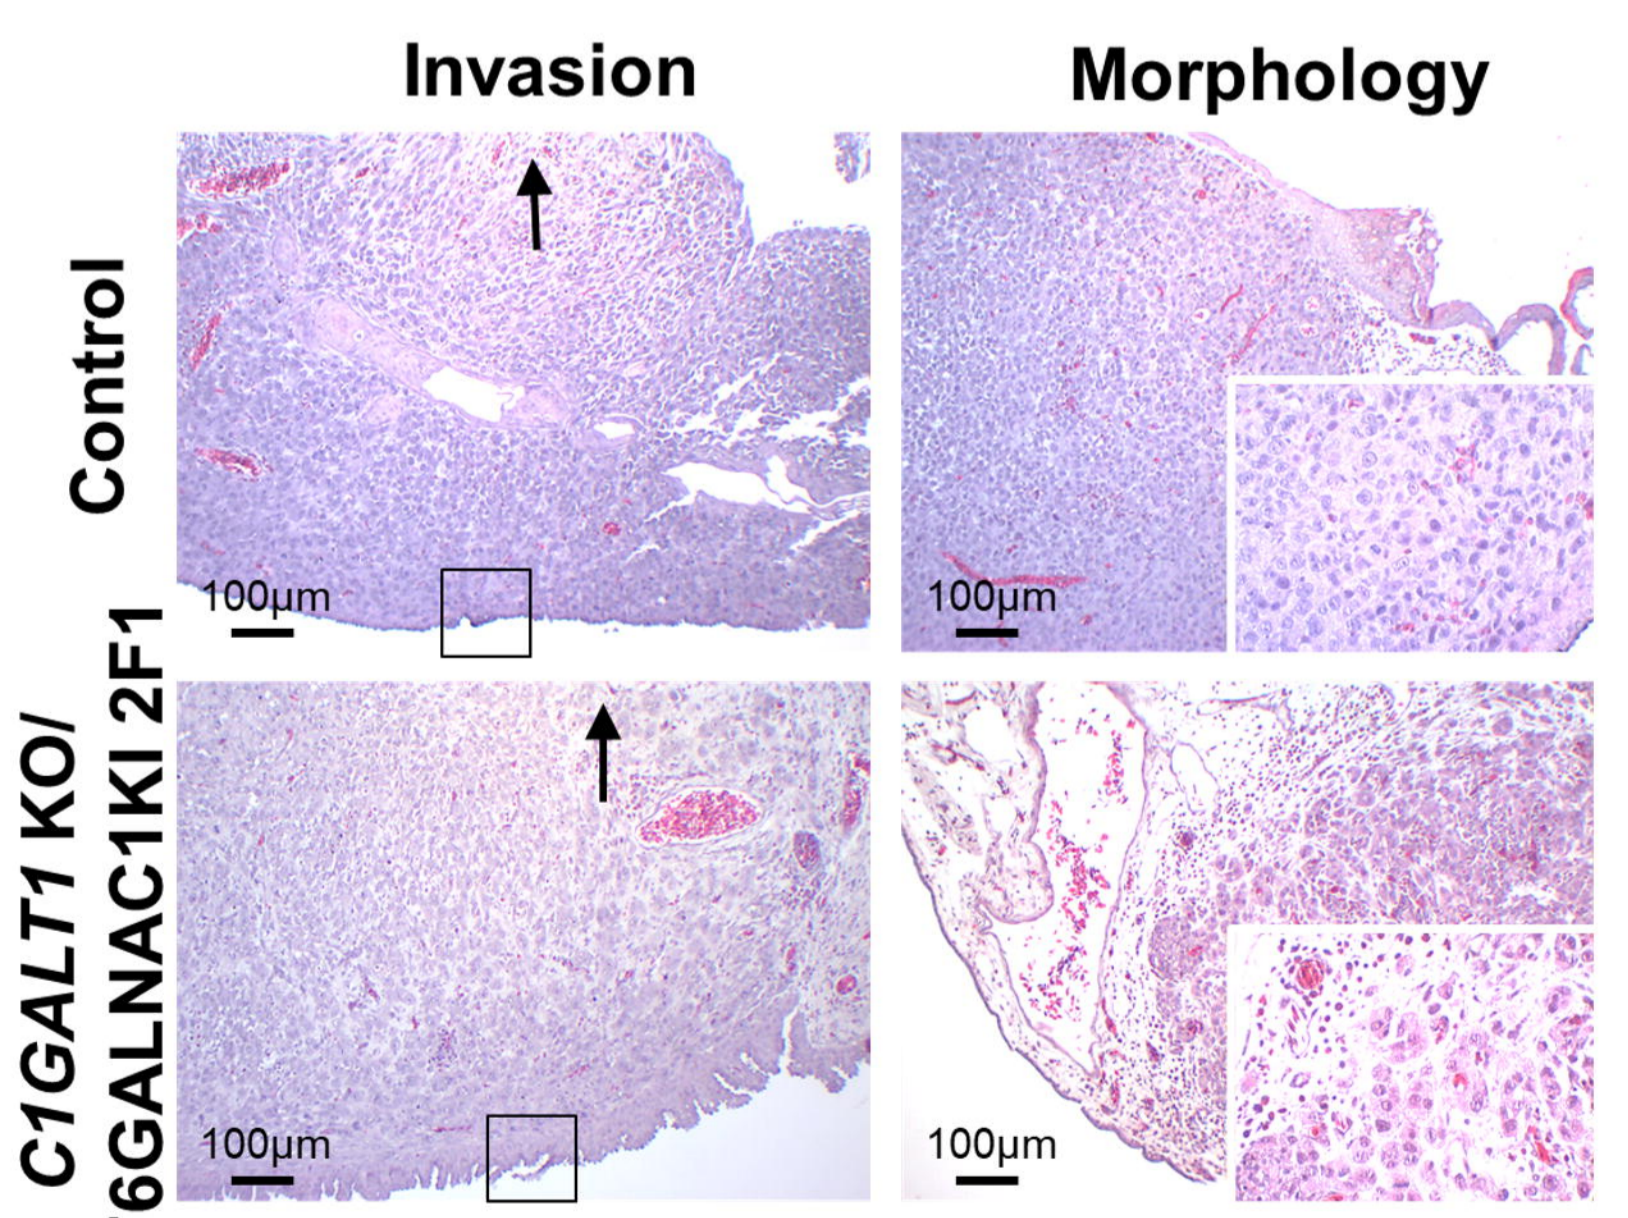 Invasion
Morphology
Control
100µm
100µm
C1GALT1 KO/
6GALNAC1KI 2F1
100µm
100µm